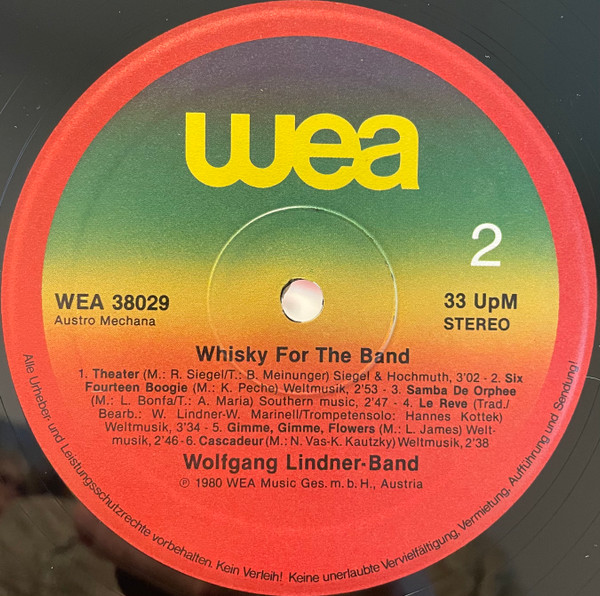 wea
2
WEA 38029
Austro Mechana
33 UpM
STEREO
Whisky For The Band
1. Theater (M.: R. Siegel/T.: B. Meinunger) Siegel & Hochmuth, 3'02 - 2. Six
Fourteen Boogie (M.: K. Peche) Weltmusik, 2'53 - 3. Samba De Orphee
(M.: L. Bonfa/T.: A. Maria) Southern music, 2'47 - 4. Le Reve (Trad./
Bearb.: W. Lindner-W. Marinell/Trompetensolo: Hannes Kottek)
Weltmusik, 3'34 - 5. Gimme, Gimme, Flowers (M.: L. James) Welt-
musik, 2'46 - 6. Cascadeur (M.: N. Vas-K. Kautzky) Weltmusik, 2'38
Wolfgang Lindner-Band
℗ 1980 WEA Music Ges. m. b. H., Austria
Alle Urheber und Leistungsschutzrechte vorbehalten. Kein Verleih! Keine unerlaubte Vervielfältigung, Vermietung, Aufführung und Sendung!